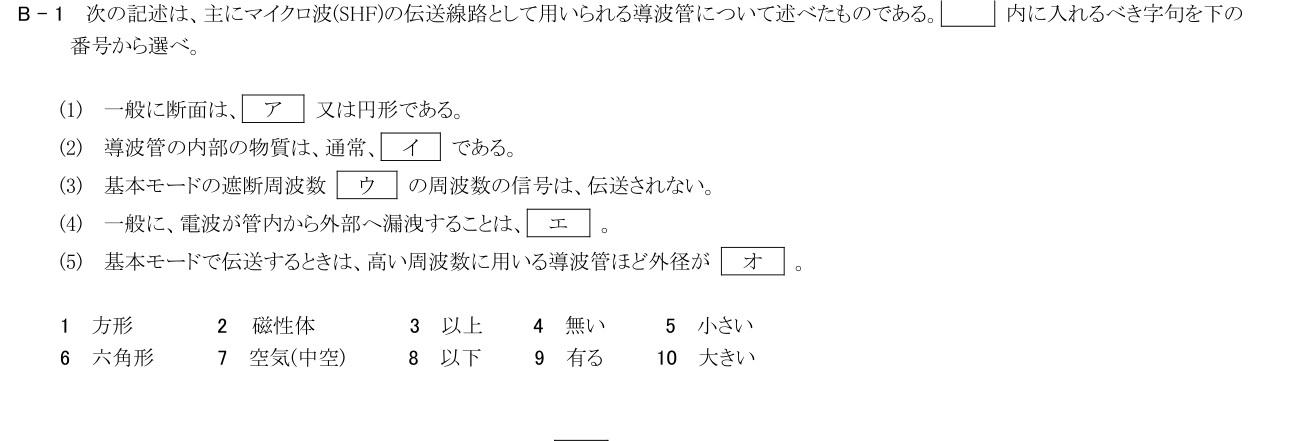 B－1　次の記述は、主にマイクロ波(SHF)の伝送線路として用いられる導波管について述べたものである。　　内に入れるべき字句を下の
番号から選べ。
(1)　一般に断面は、 ア 又は円形である。
(2)　導波管の内部の物質は、通常、 イ である。
(3)　基本モードの遮断周波数 ウ の周波数の信号は、伝送されない。
(4)　一般に、電波が管内から外部へ漏洩することは、 エ 。
(5)　基本モードで伝送するときは、高い周波数に用いる導波管ほど外径が オ 。
1　方形　2　磁性体　3　以上　4　無い　5　小さい
6　六角形　7　空気(中空)　8　以下　9　有る　10　大きい